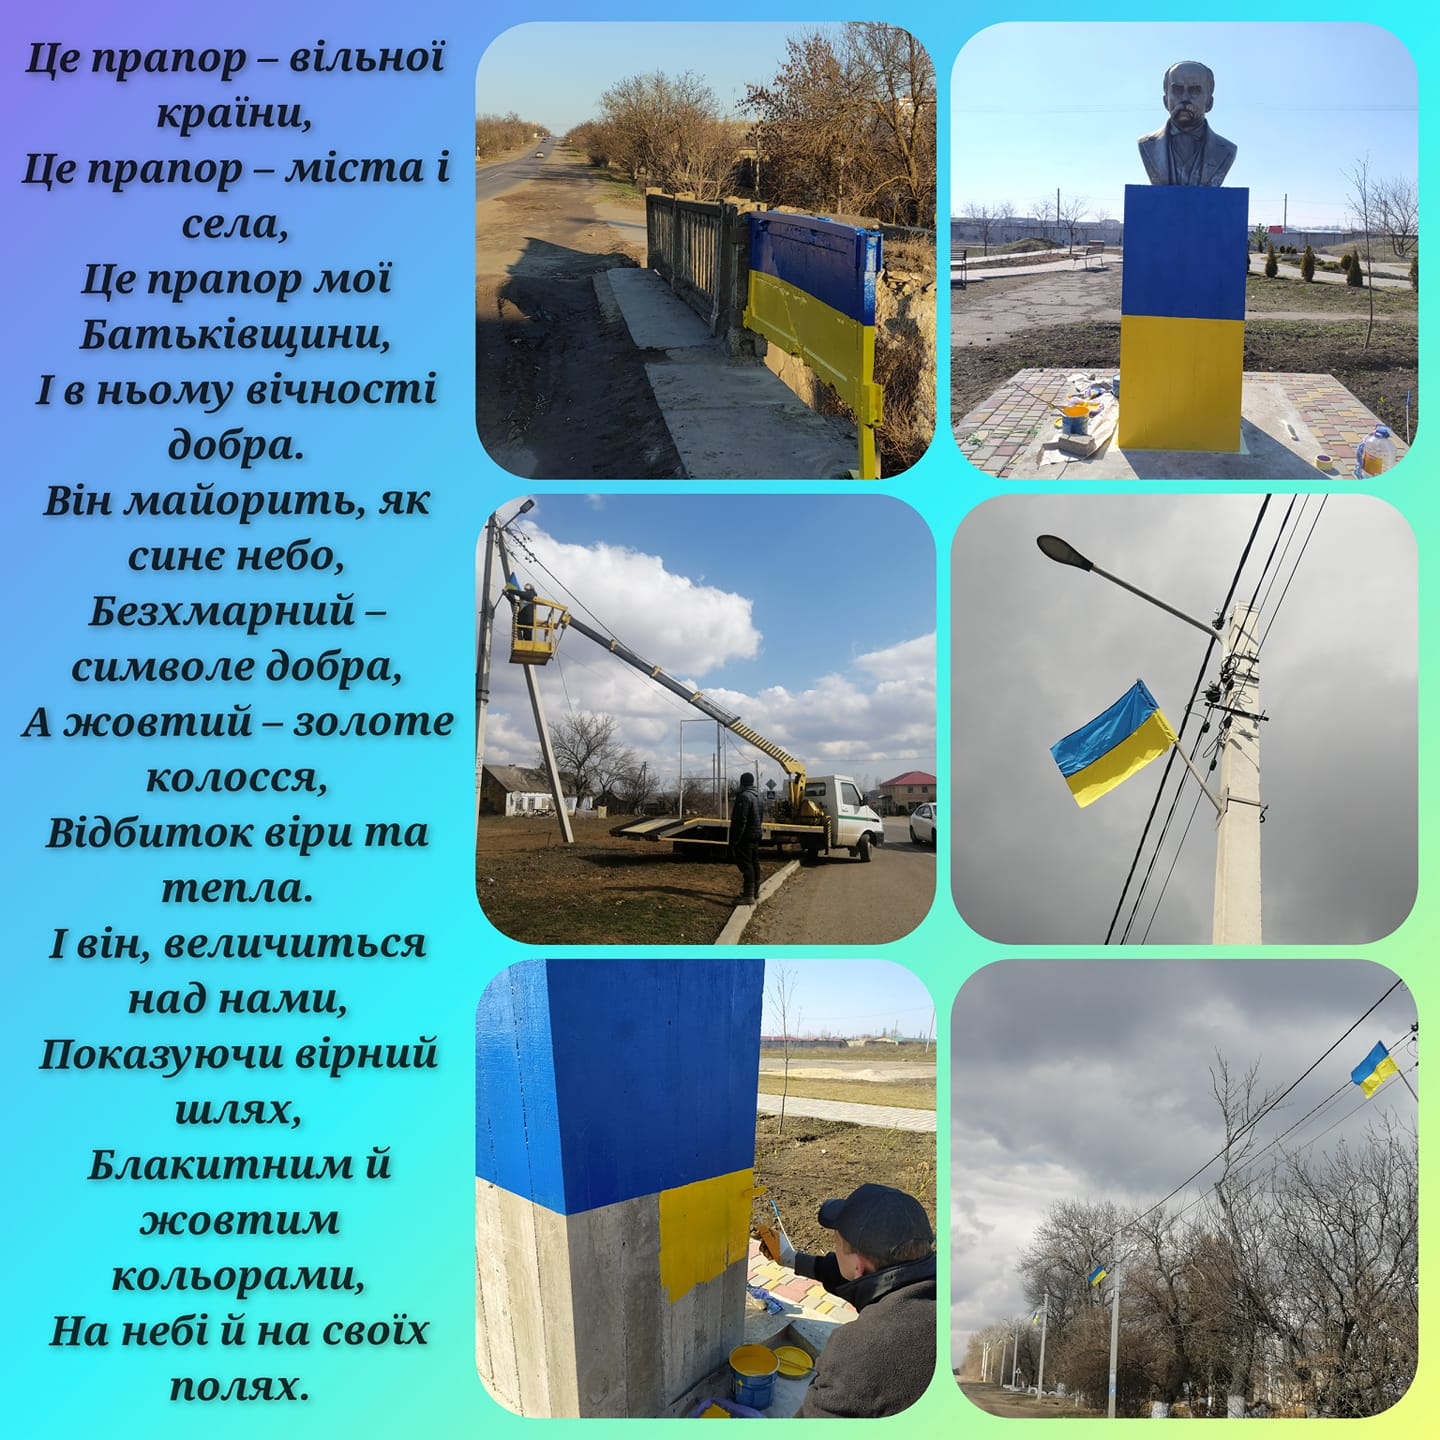 Це прапор – вільної
країни,
Це прапор – міста і
села,
Це прапор мої
Батьківщини,
І в ньому вічності
добра.
Він майорить, як
синє небо,
Безхмарний –
символе добра,
А жовтий – золоте
колосся,
Відбиток віри та
тепла.
І він, величиться
над нами,
Показуючи вірний
шлях,
Блакитним й
жовтим
кольорами,
На небі й на своїх
полях.